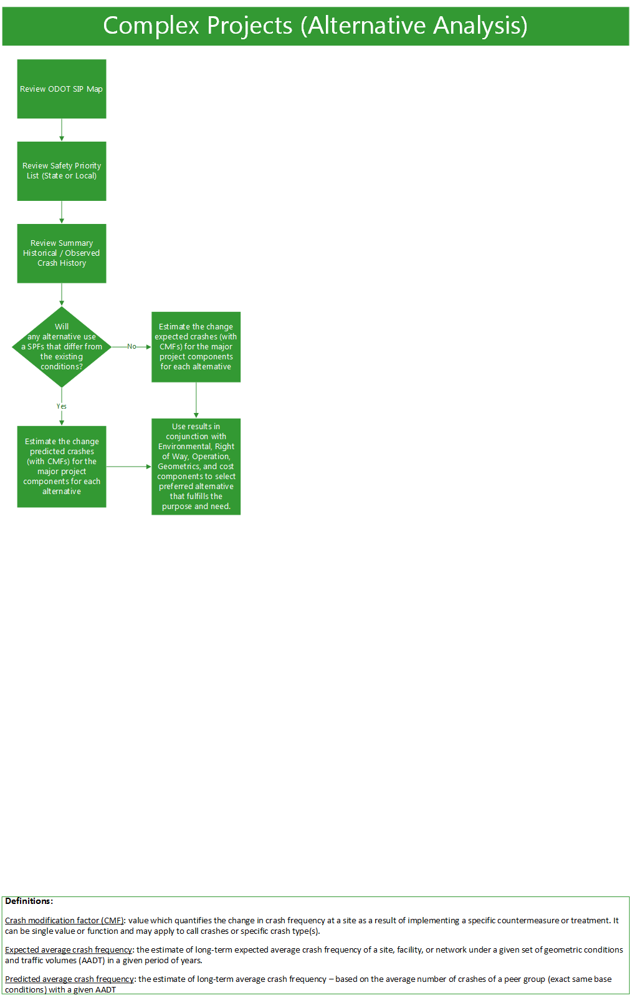 Complex Projects (Alternative Analysis)
Review ODOT SIP Map
Review Safety Priority
List (State or Local)
Review Summary
Historical / Observed
Crash History
Will
any alternative use
a SPFs that differ from
the existing
conditions?
No
Estimate the change
expected crashes (with
CMFs) for the major
project components
for each alternative
Yes
Estimate the change
predicted crashes
(with CMFs) for the
major project
components for each
alternative
Use results in
conjunction with
Environmental, Right
of Way, Operation,
Geometrics, and cost
components to select
preferred alternative
that fulfills the
purpose and need.
Definitions:
Crash modification factor (CMF): value which quantifies the change in crash frequency at a site as a result of implementing a specific countermeasure or treatment. It
can be single value or function and may apply to call crashes or specific crash type(s).
Expected average crash frequency: the estimate of long-term expected average crash frequency of a site, facility, or network under a given set of geometric conditions
and traffic volumes (AADT) in a given period of years.
Predicted average crash frequency: the estimate of long-term average crash frequency – based on the average number of crashes of a peer group (exact same base
conditions) with a given AADT